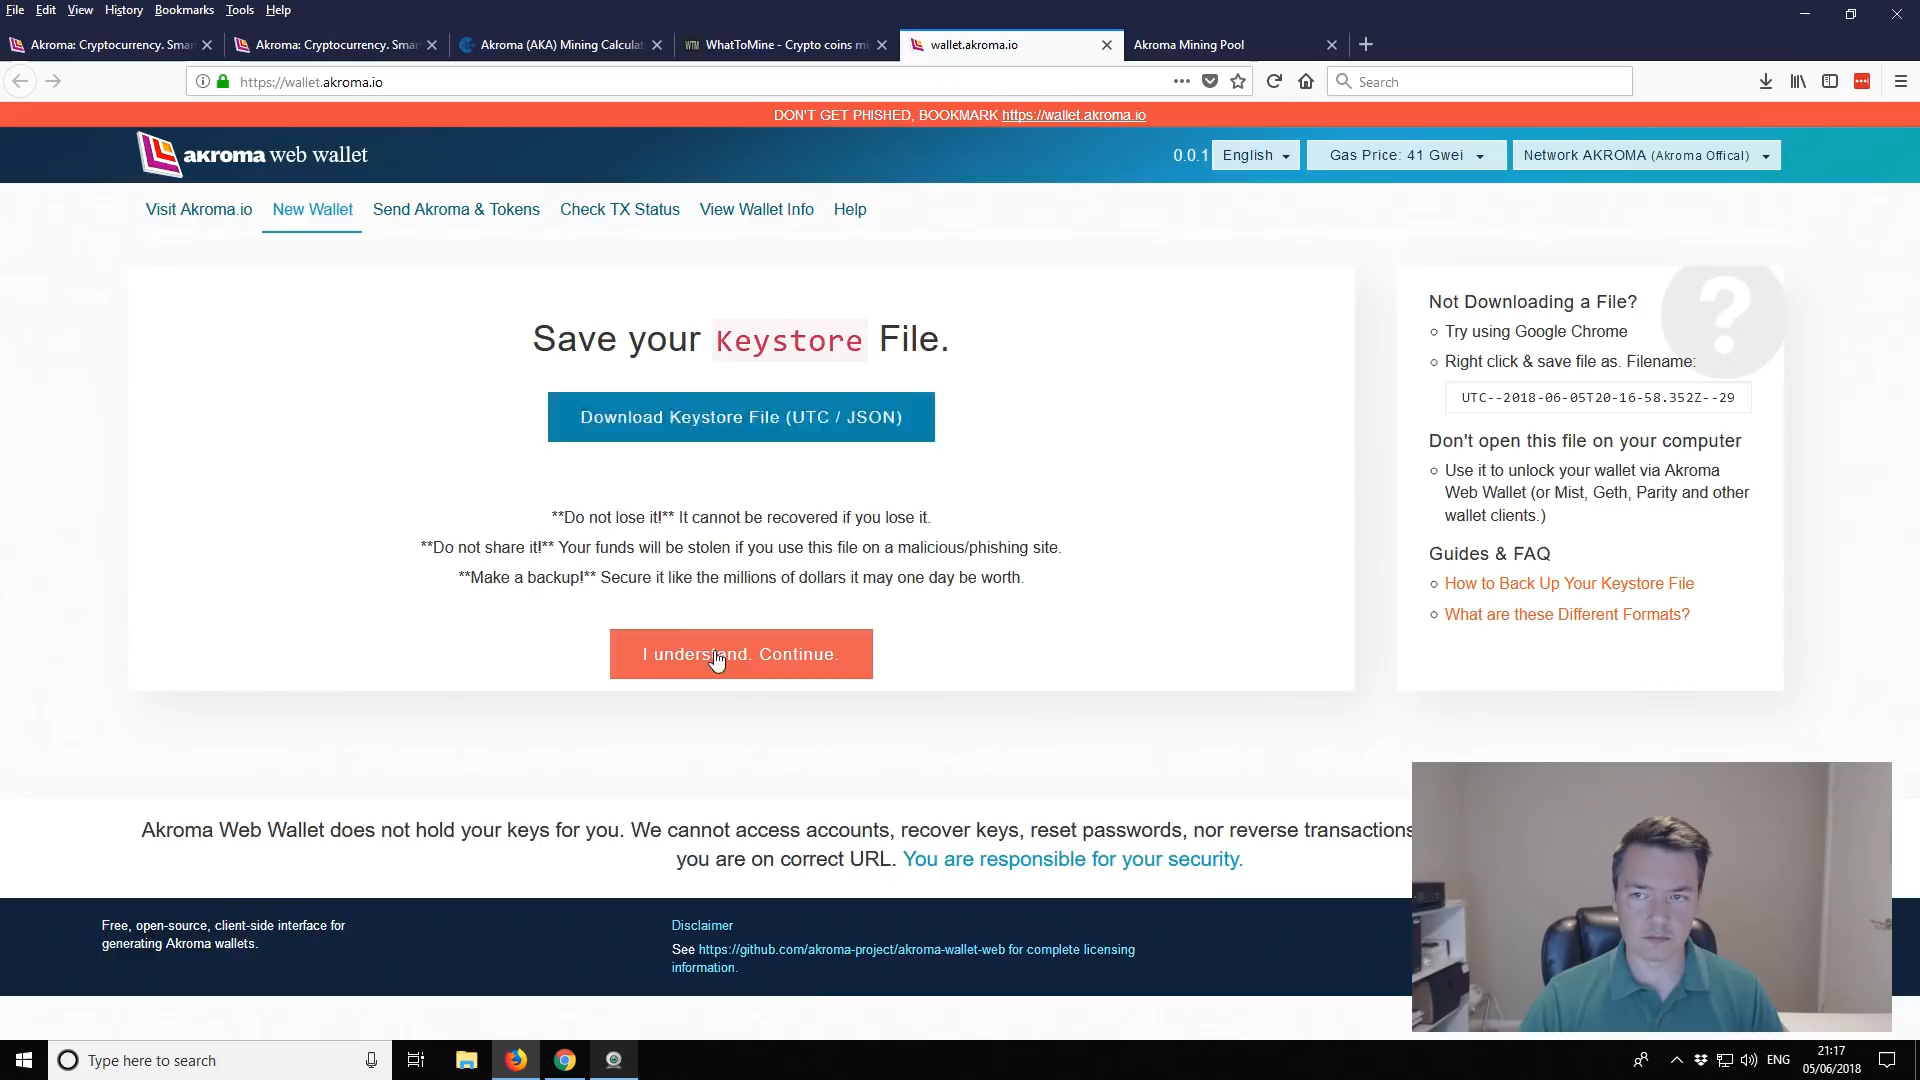 File Edit View History Bookmarks Tools Help
Akroma: Cryptocurrency. Smar
Akroma: Cryptocurrency. Smar
Akroma (AKA) Mining Calculat
WTM WhatToMine - Crypto coins mi
wallet.akroma.io
Akroma Mining Pool
https://wallet.akroma.io
Search
DON'T GET PHISHED, BOOKMARK https://wallet.akroma.io
akroma web wallet
0.0.1 English Gas Price: 41 Gwei Network AKROMA (Akroma Offical)
Visit Akroma.io New Wallet Send Akroma & Tokens Check TX Status View Wallet Info Help
Save your Keystore File.
Download Keystore File (UTC / JSON)
**Do not lose it!** It cannot be recovered if you lose it.
**Do not share it!** Your funds will be stolen if you use this file on a malicious/phishing site.
**Make a backup!** Secure it like the millions of dollars it may one day be worth.
I understand. Continue.
?
Not Downloading a File?
Try using Google Chrome
Right click & save file as. Filename:
UTC--2018-06-05T20-16-58.352Z--29
Don't open this file on your computer
Use it to unlock your wallet via Akroma
Web Wallet (or Mist, Geth, Parity and other
wallet clients.)
Guides & FAQ
How to Back Up Your Keystore File
What are these Different Formats?
Akroma Web Wallet does not hold your keys for you. We cannot access accounts, recover keys, reset passwords, nor reverse transactions
you are on correct URL. You are responsible for your security.
Free, open-source, client-side interface for
generating Akroma wallets.
Disclaimer
See https://github.com/akroma-project/akroma-wallet-web for complete licensing
information.
Type here to search
ENG
21:17
05/06/2018